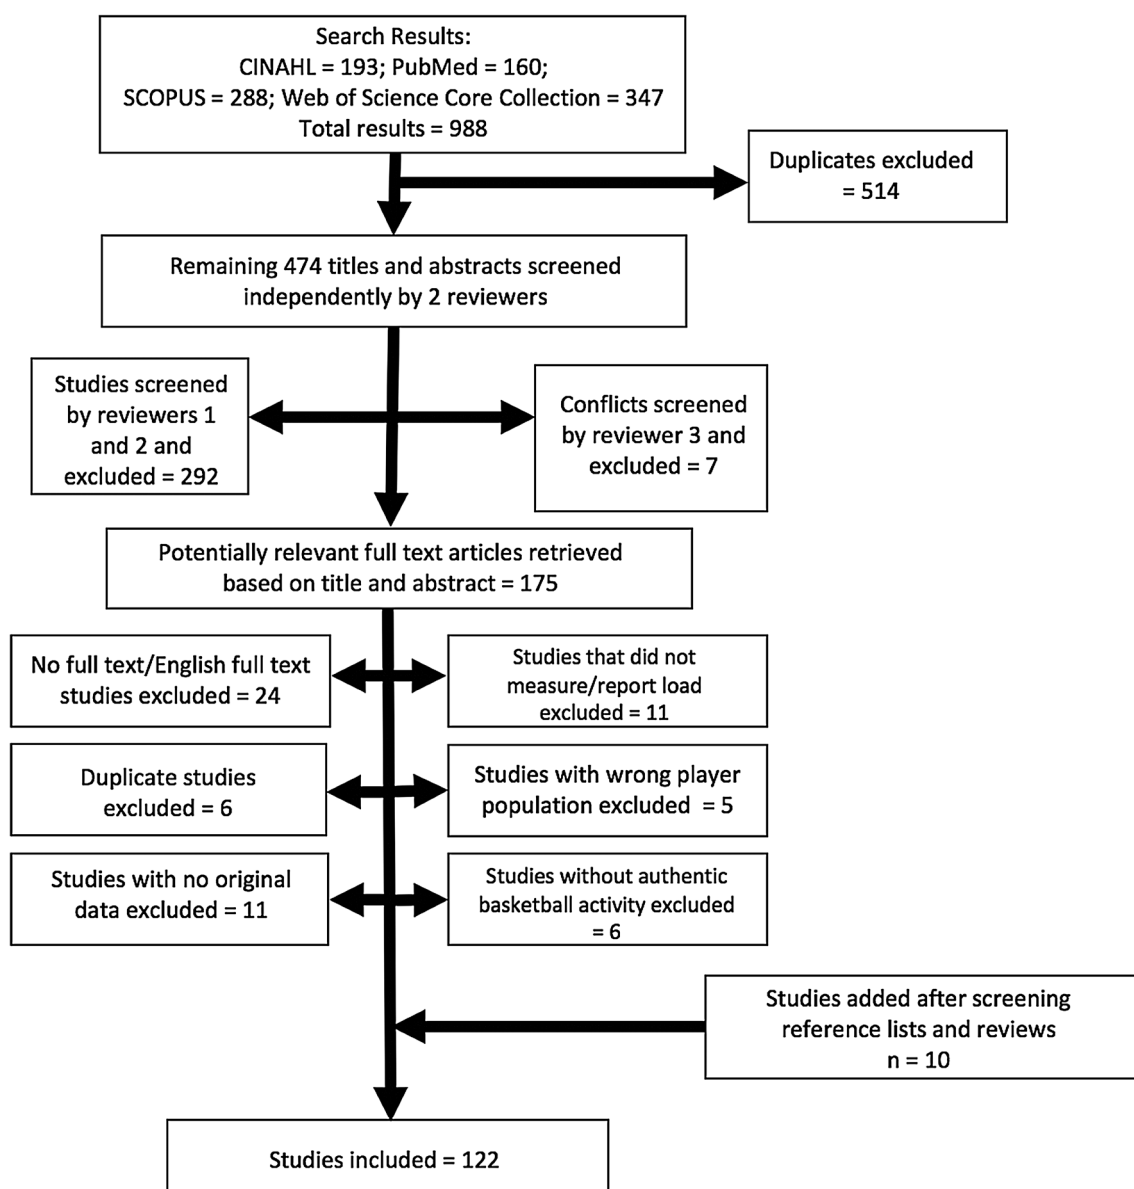 Search Results:
CINAHL = 193; PubMed = 160;
SCOPUS = 288; Web of Science Core Collection = 347
Total results = 988
Duplicates excluded
= 514
Remaining 474 titles and abstracts screened
independently by 2 reviewers
Studies screened
by reviewers 1
and 2 and
excluded = 292
Conflicts screened
by reviewer 3 and
excluded = 7
Potentially relevant full text articles retrieved
based on title and abstract = 175
No full text/English full text
studies excluded = 24
Studies that did not
measure/report load
excluded = 11
Duplicate studies
excluded = 6
Studies with wrong player
population excluded = 5
Studies with no original
data excluded = 11
Studies without authentic
basketball activity excluded
= 6
Studies added after screening
reference lists and reviews
n = 10
Studies included = 122